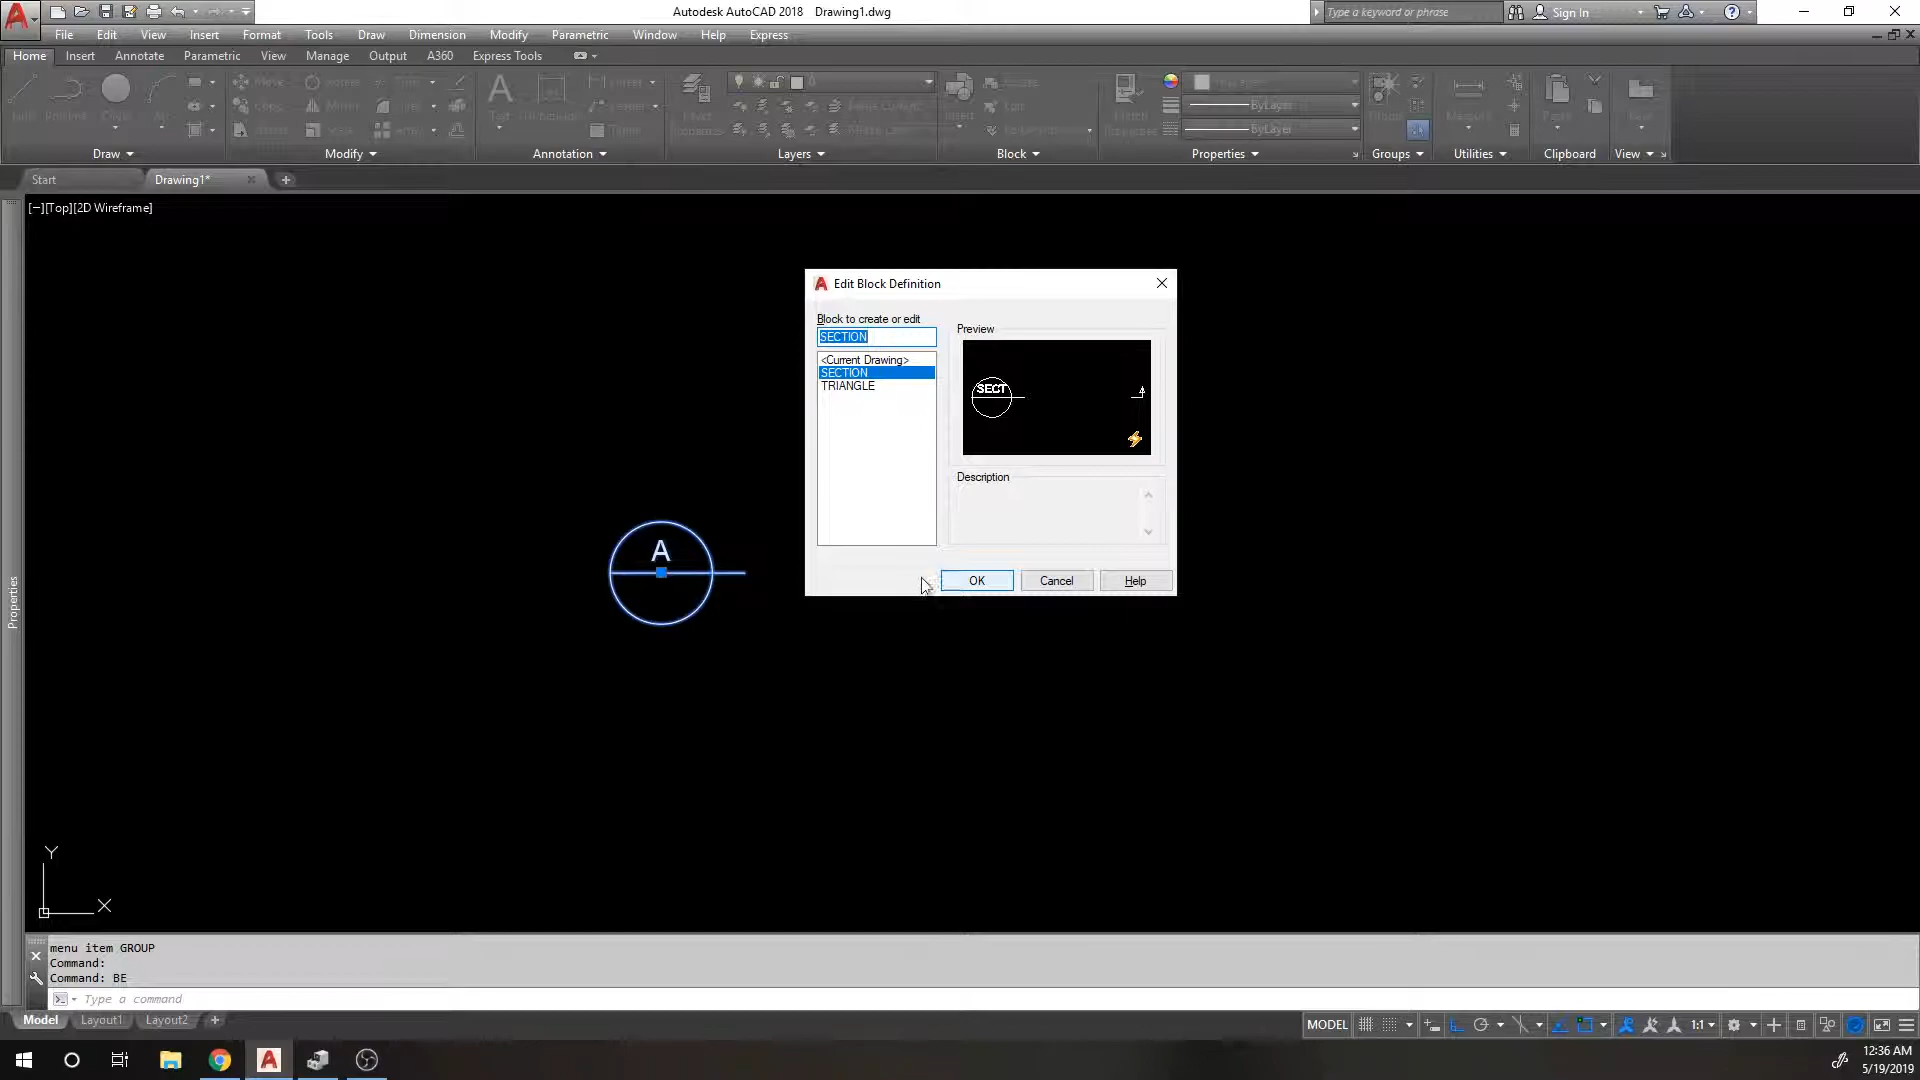 Autodesk AutoCAD 2018 Drawing1.dwg
Type a keyword or phrase
Sign In
File Edit View Insert Format Tools Draw Dimension Modify Parametric Window Help Express
Home Insert Annotate Parametric View Manage Output A360 Express Tools
ByLayer
ByLayer
Draw Modify Annotation Layers Block Properties Groups Utilities Clipboard View
Start Drawing1*
[−][Top][2D Wireframe]
Edit Block Definition
Block to create or edit
SECTION
<Current Drawing>
SECTION
TRIANGLE
Preview
SECT
Description
OK Cancel Help
A
Properties
Y
X
menu item GROUP
Command:
Command: BE
Type a command
Model Layout1 Layout2
MODEL 1:1
12:36 AM
5/19/2019